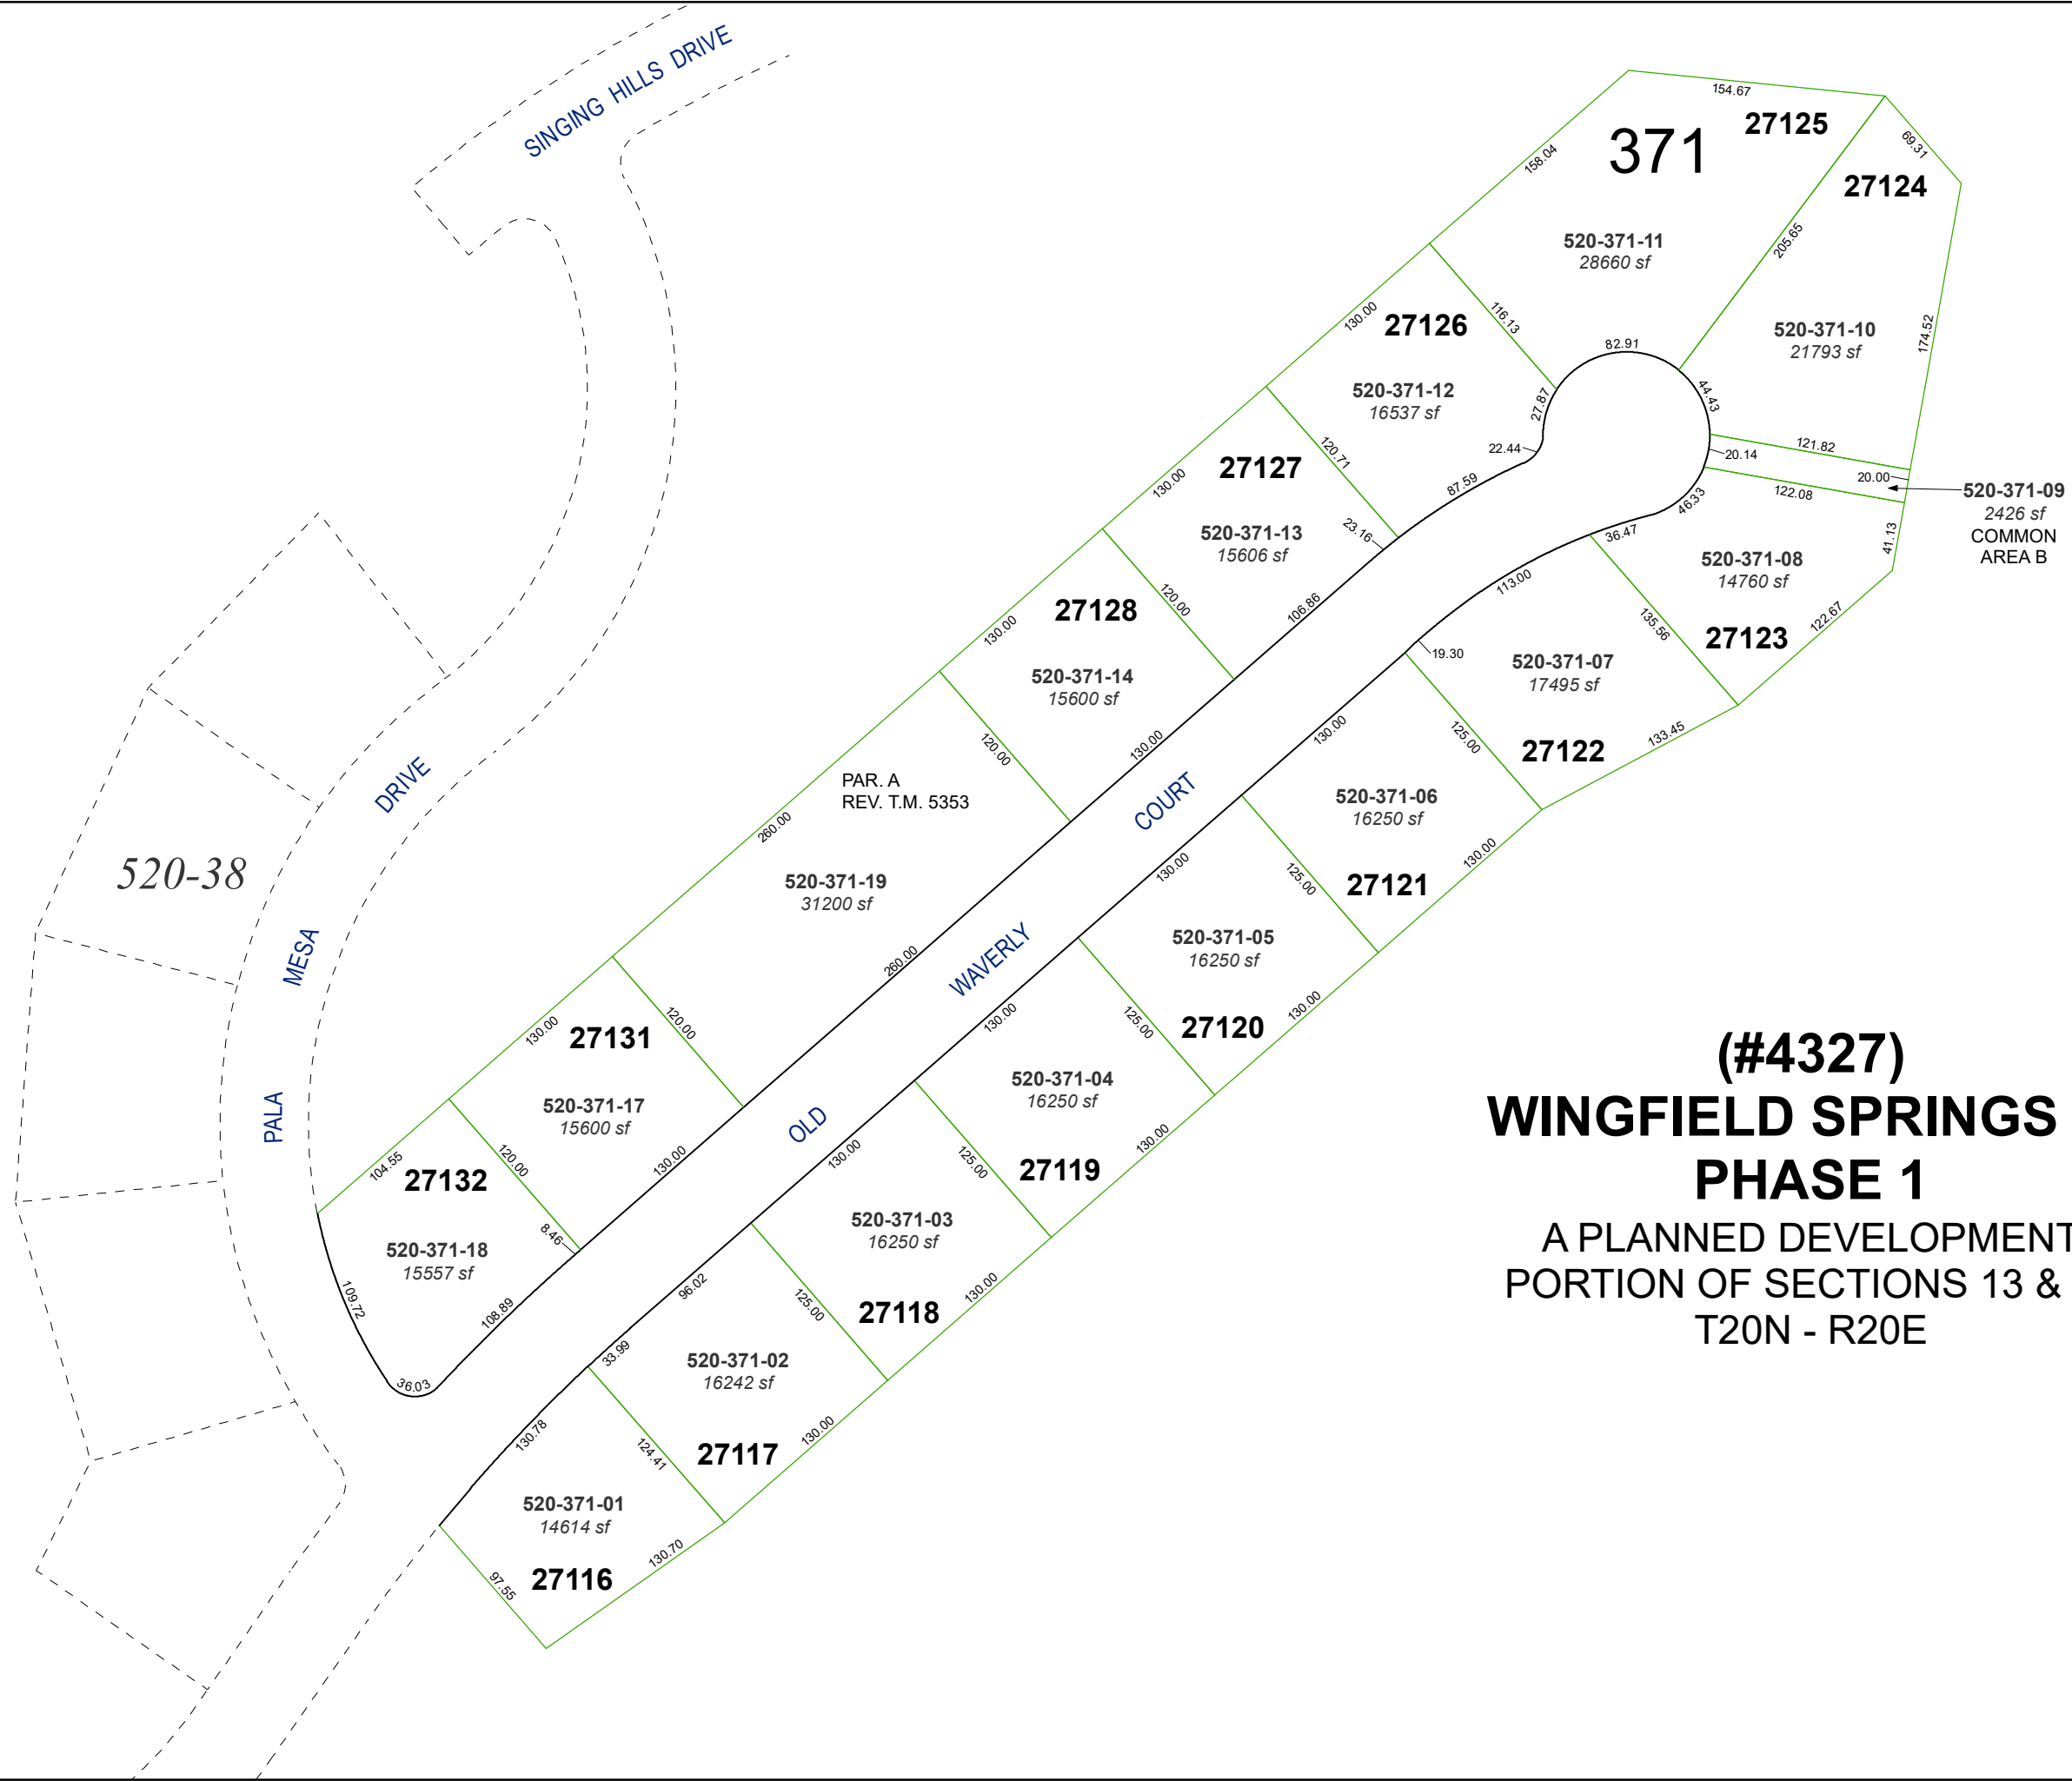 SINGING HILLS DRIVE
154.67
27125
371
158.04
69.31
27124
520-371-11
28660 sf
205.65
130.00
27126
116.13
520-371-10
21793 sf
174.52
82.91
520-371-12
16537 sf
27.87
44.43
22.44
121.82
20.14
20.00
122.08
520-371-09
2426 sf
COMMON
AREA B
130.00
27127
120.71
87.59
46.33
36.47
41.13
520-371-13
15606 sf
23.16
520-371-08
14760 sf
113.00
135.56
27123
122.67
130.00
27128
120.00
106.86
19.30
520-371-07
17495 sf
520-371-14
15600 sf
130.00
130.00
125.00
27122
133.45
120.00
PAR. A
REV. T.M. 5353
260.00
520-371-19
31200 sf
260.00
COURT
520-371-06
16250 sf
130.00
125.00
27121
130.00
DRIVE
520-38
MESA
PALA
WAVERLY
520-371-05
16250 sf
130.00
125.00
27120
130.00
130.00
27131
120.00
520-371-17
15600 sf
130.00
OLD
520-371-04
16250 sf
130.00
125.00
27119
130.00
(#4327)
WINGFIELD SPRINGS
PHASE 1
A PLANNED DEVELOPMENT
PORTION OF SECTIONS 13 &
T20N - R20E
104.55
27132
120.00
8.46
520-371-18
15557 sf
109.72
108.89
36.03
520-371-03
16250 sf
96.02
125.00
27118
130.00
33.99
520-371-02
16242 sf
130.78
124.41
27117
130.00
520-371-01
14614 sf
97.55
27116
130.70